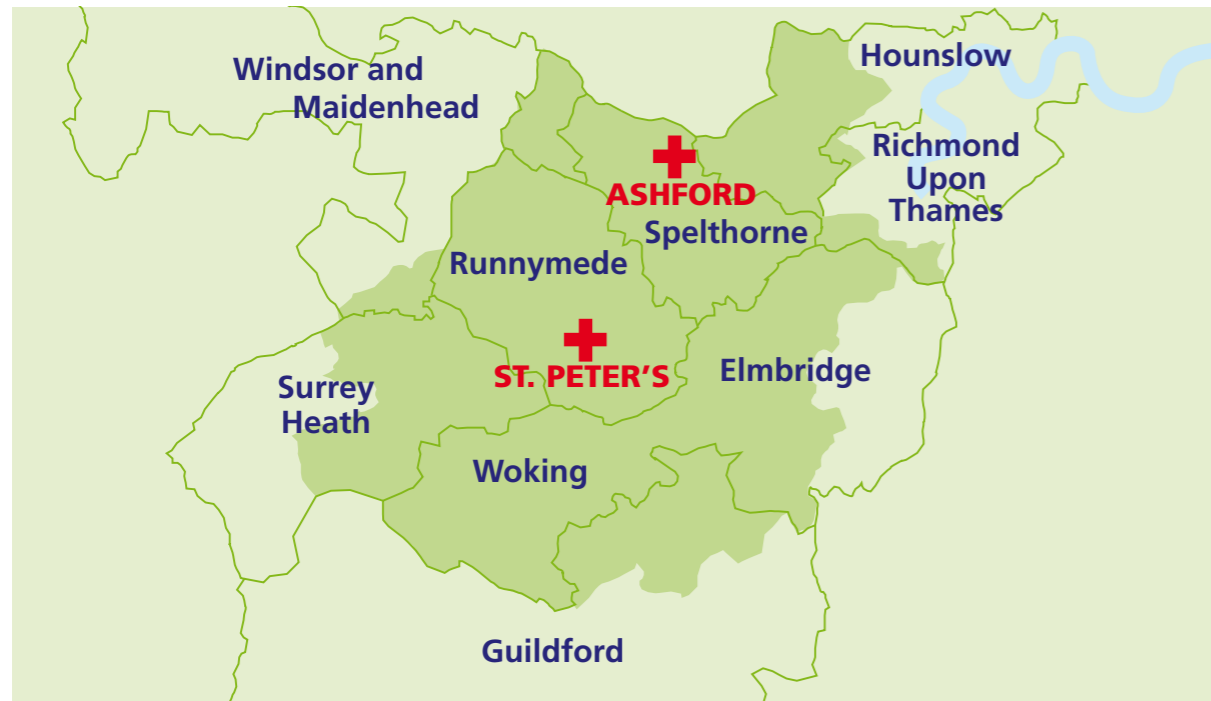 Windsor and
Maidenhead
Hounslow
Richmond
Upon
Thames
ASHFORD
Spelthorne
Runnymede
ST. PETER’S
Elmbridge
Surrey
Heath
Woking
Guildford